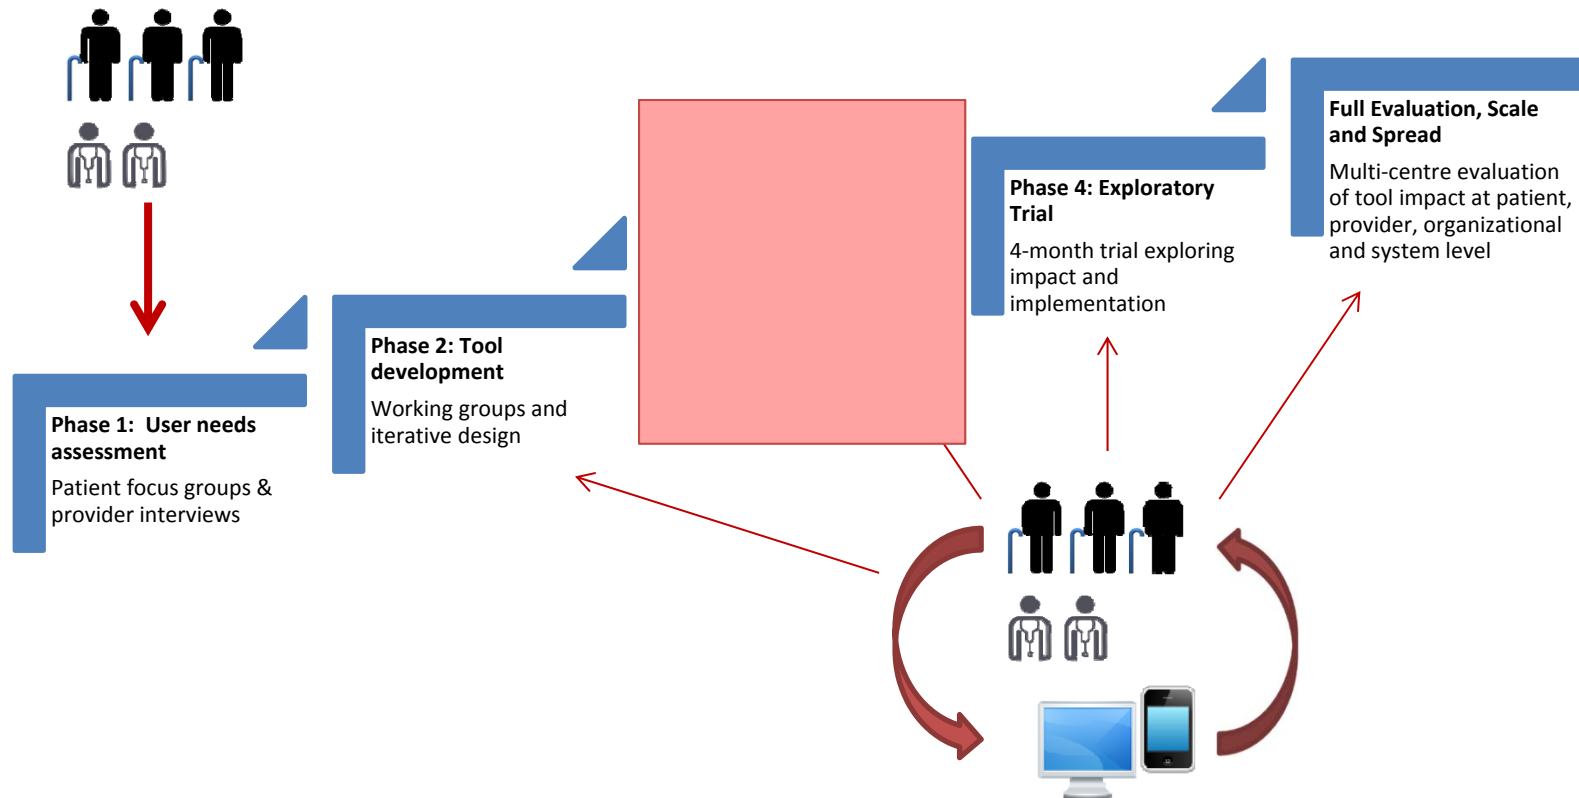 Phase 1:  User needs
assessment
Patient focus groups &
provider interviews
Phase 2: Tool
development
Working groups and
iterative design
Phase 4: Exploratory
Trial
4-month trial exploring
impact and
implementation
Full Evaluation, Scale
and Spread
Multi-centre evaluation
of tool impact at patient,
provider, organizational
and system level